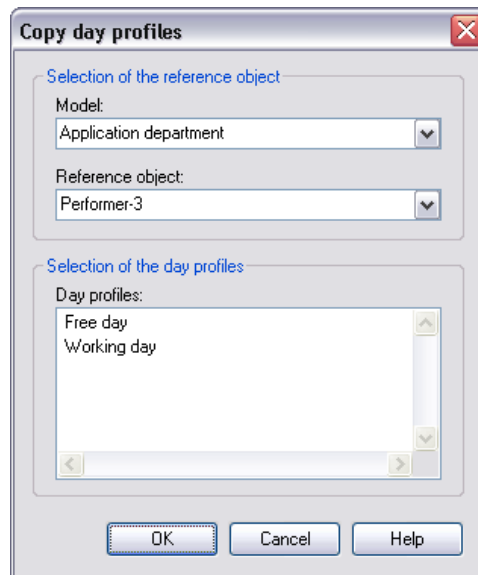 Copy day profiles
Selection of the reference object
Model:
Application department
Reference object:
Performer-3
Selection of the day profiles
Day profiles:
Free day
Working day
OK
Cancel
Help